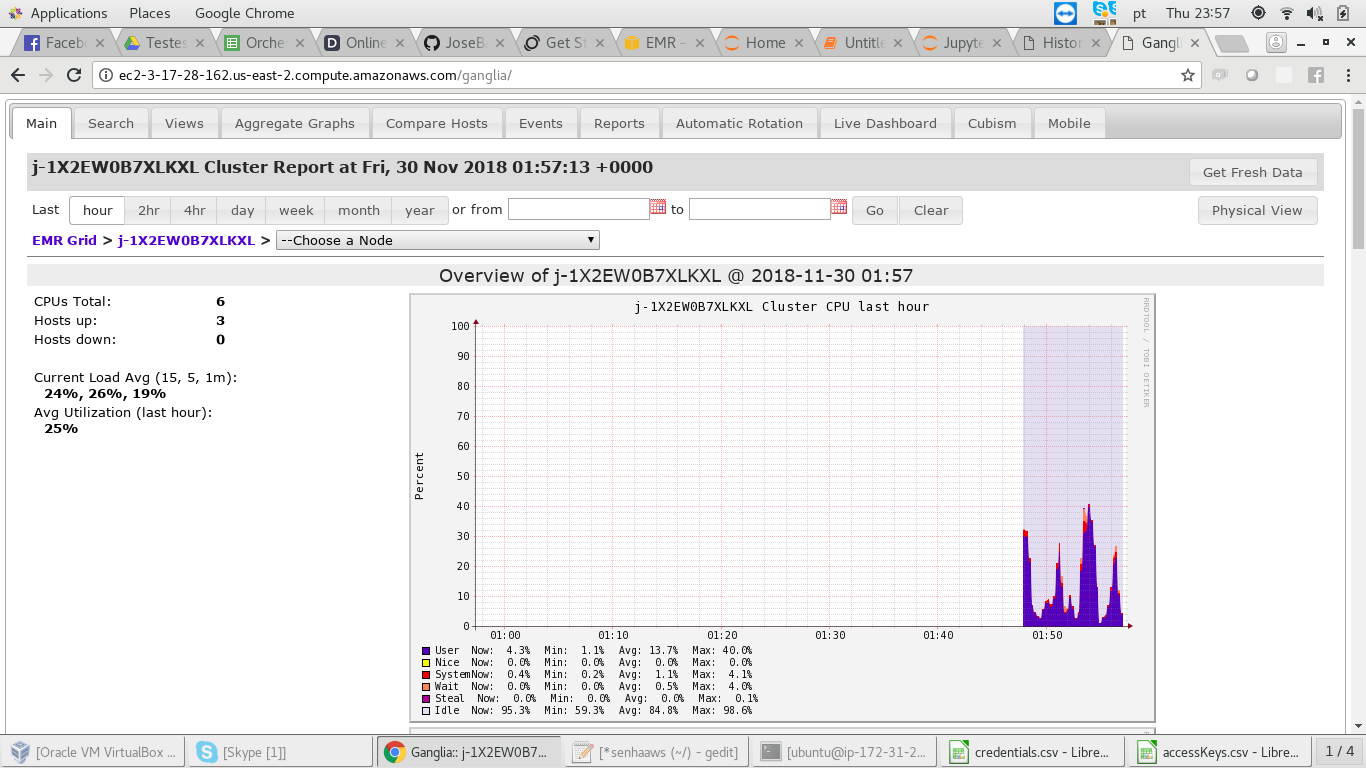 Applications Places Google Chrome pt Thu 23:57
Faceb Testes Orche Online JoseB Get St EMR – Home Untitle Jupyte Histor Gangli
ec2-3-17-28-162.us-east-2.compute.amazonaws.com/ganglia/
Main Search Views Aggregate Graphs Compare Hosts Events Reports Automatic Rotation Live Dashboard Cubism Mobile
j-1X2EW0B7XLKXL Cluster Report at Fri, 30 Nov 2018 01:57:13 +0000 Get Fresh Data
Last hour 2hr 4hr day week month year or from to Go Clear Physical View
EMR Grid > j-1X2EW0B7XLKXL > --Choose a Node
Overview of j-1X2EW0B7XLKXL @ 2018-11-30 01:57
CPUs Total: 6
Hosts up: 3
Hosts down: 0
Current Load Avg (15, 5, 1m):
24%, 26%, 19%
Avg Utilization (last hour):
25%
j-1X2EW0B7XLKXL Cluster CPU last hour
RRDTOOL / TOBI OETIKER
Percent
100
90
80
70
60
50
40
30
20
10
0
01:00 01:10 01:20 01:30 01:40 01:50
User Now: 4.3% Min: 1.1% Avg: 13.7% Max: 40.0%
Nice Now: 0.0% Min: 0.0% Avg: 0.0% Max: 0.0%
System Now: 0.4% Min: 0.2% Avg: 1.1% Max: 4.1%
Wait Now: 0.0% Min: 0.0% Avg: 0.5% Max: 4.0%
Steal Now: 0.0% Min: 0.0% Avg: 0.0% Max: 0.1%
Idle Now: 95.3% Min: 59.3% Avg: 84.8% Max: 98.6%
[Oracle VM VirtualBox ... [Skype [1]] Ganglia:: j-1X2EW0B7... [*senhaaws (~/) - gedit] [ubuntu@ip-172-31-2... credentials.csv - Libre... accessKeys.csv - Libre... 1 / 4